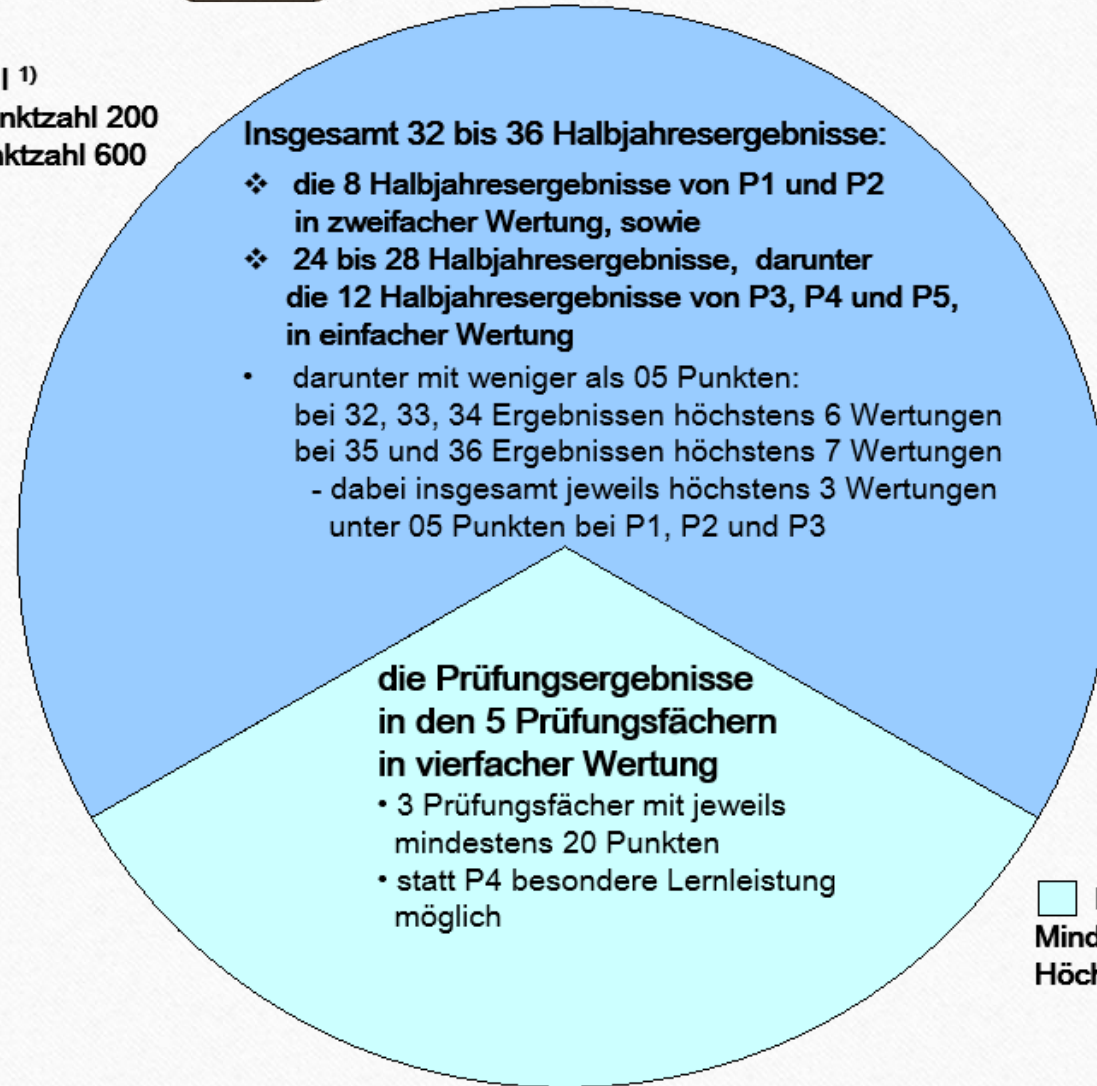 1)
200
600
Insgesamt 32 bis 36 Halbjahresergebnisse:
❖ die 8 Halbjahresergebnisse von P1 und P2
in zweifacher Wertung, sowie
❖ 24 bis 28 Halbjahresergebnisse, darunter
die 12 Halbjahresergebnisse von P3, P4 und P5,
in einfacher Wertung
• darunter mit weniger als 05 Punkten:
bei 32, 33, 34 Ergebnissen höchstens 6 Wertungen
bei 35 und 36 Ergebnissen höchstens 7 Wertungen
- dabei insgesamt jeweils höchstens 3 Wertungen
unter 05 Punkten bei P1, P2 und P3
die Prüfungsergebnisse
in den 5 Prüfungsfächern
in vierfacher Wertung
• 3 Prüfungsfächer mit jeweils
mindestens 20 Punkten
• statt P4 besondere Lernleistung
möglich